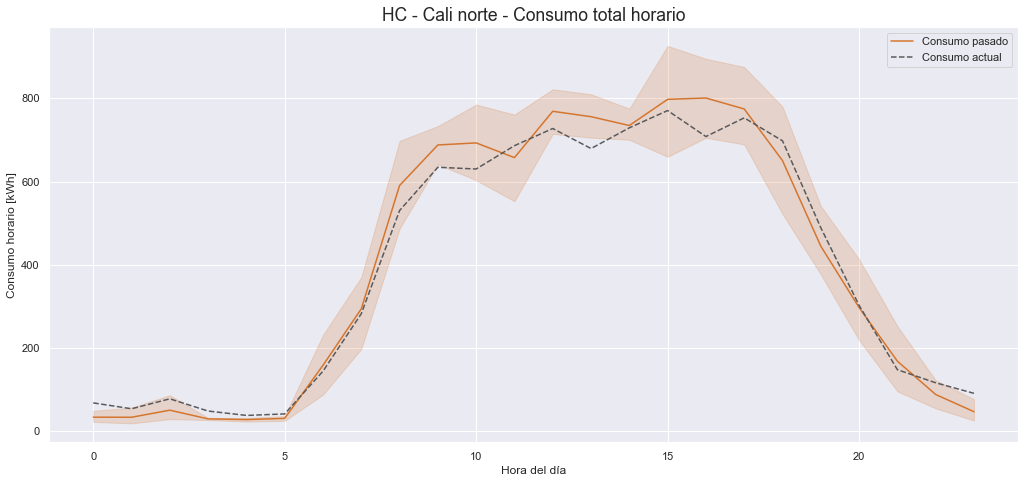 HC - Cali norte - Consumo total horario
Consumo pasado
Consumo actual
Consumo horario [kWh]
800
600
400
200
0
0
5
10
15
20
Hora del día